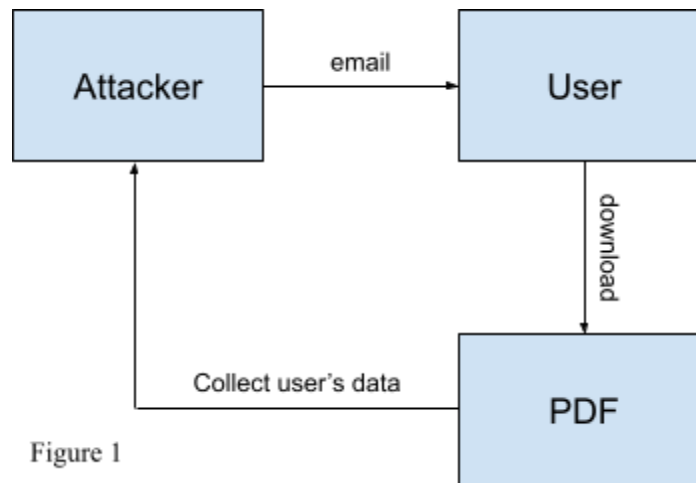 Attacker
email
User
download
Collect user's data
PDF
Figure 1